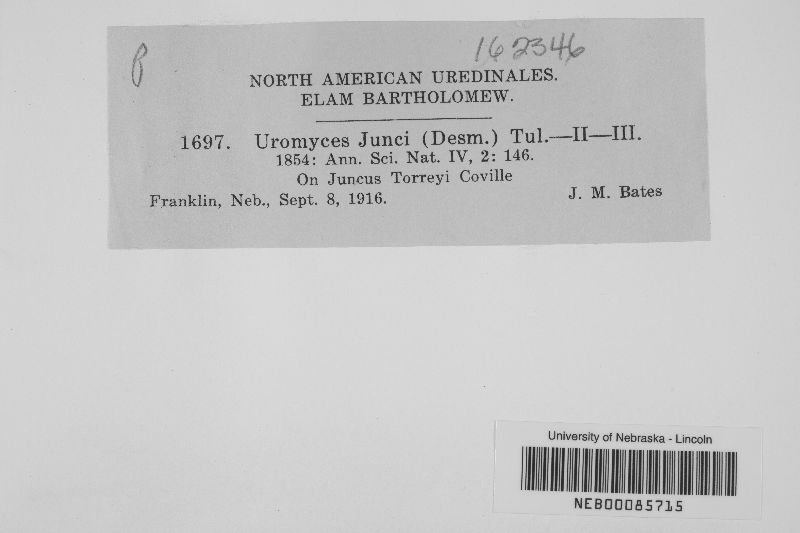 162346
NORTH AMERICAN UREDINALES.
ELAM BARTHOLOMEW.
1697. Uromyces Junci (Desm.) Tul.—II—III.
1854: Ann. Sci. Nat. IV, 2: 146.
On Juncus Torreyi Coville
Franklin, Neb., Sept. 8, 1916. J. M. Bates
University of Nebraska - Lincoln
NEB00085715